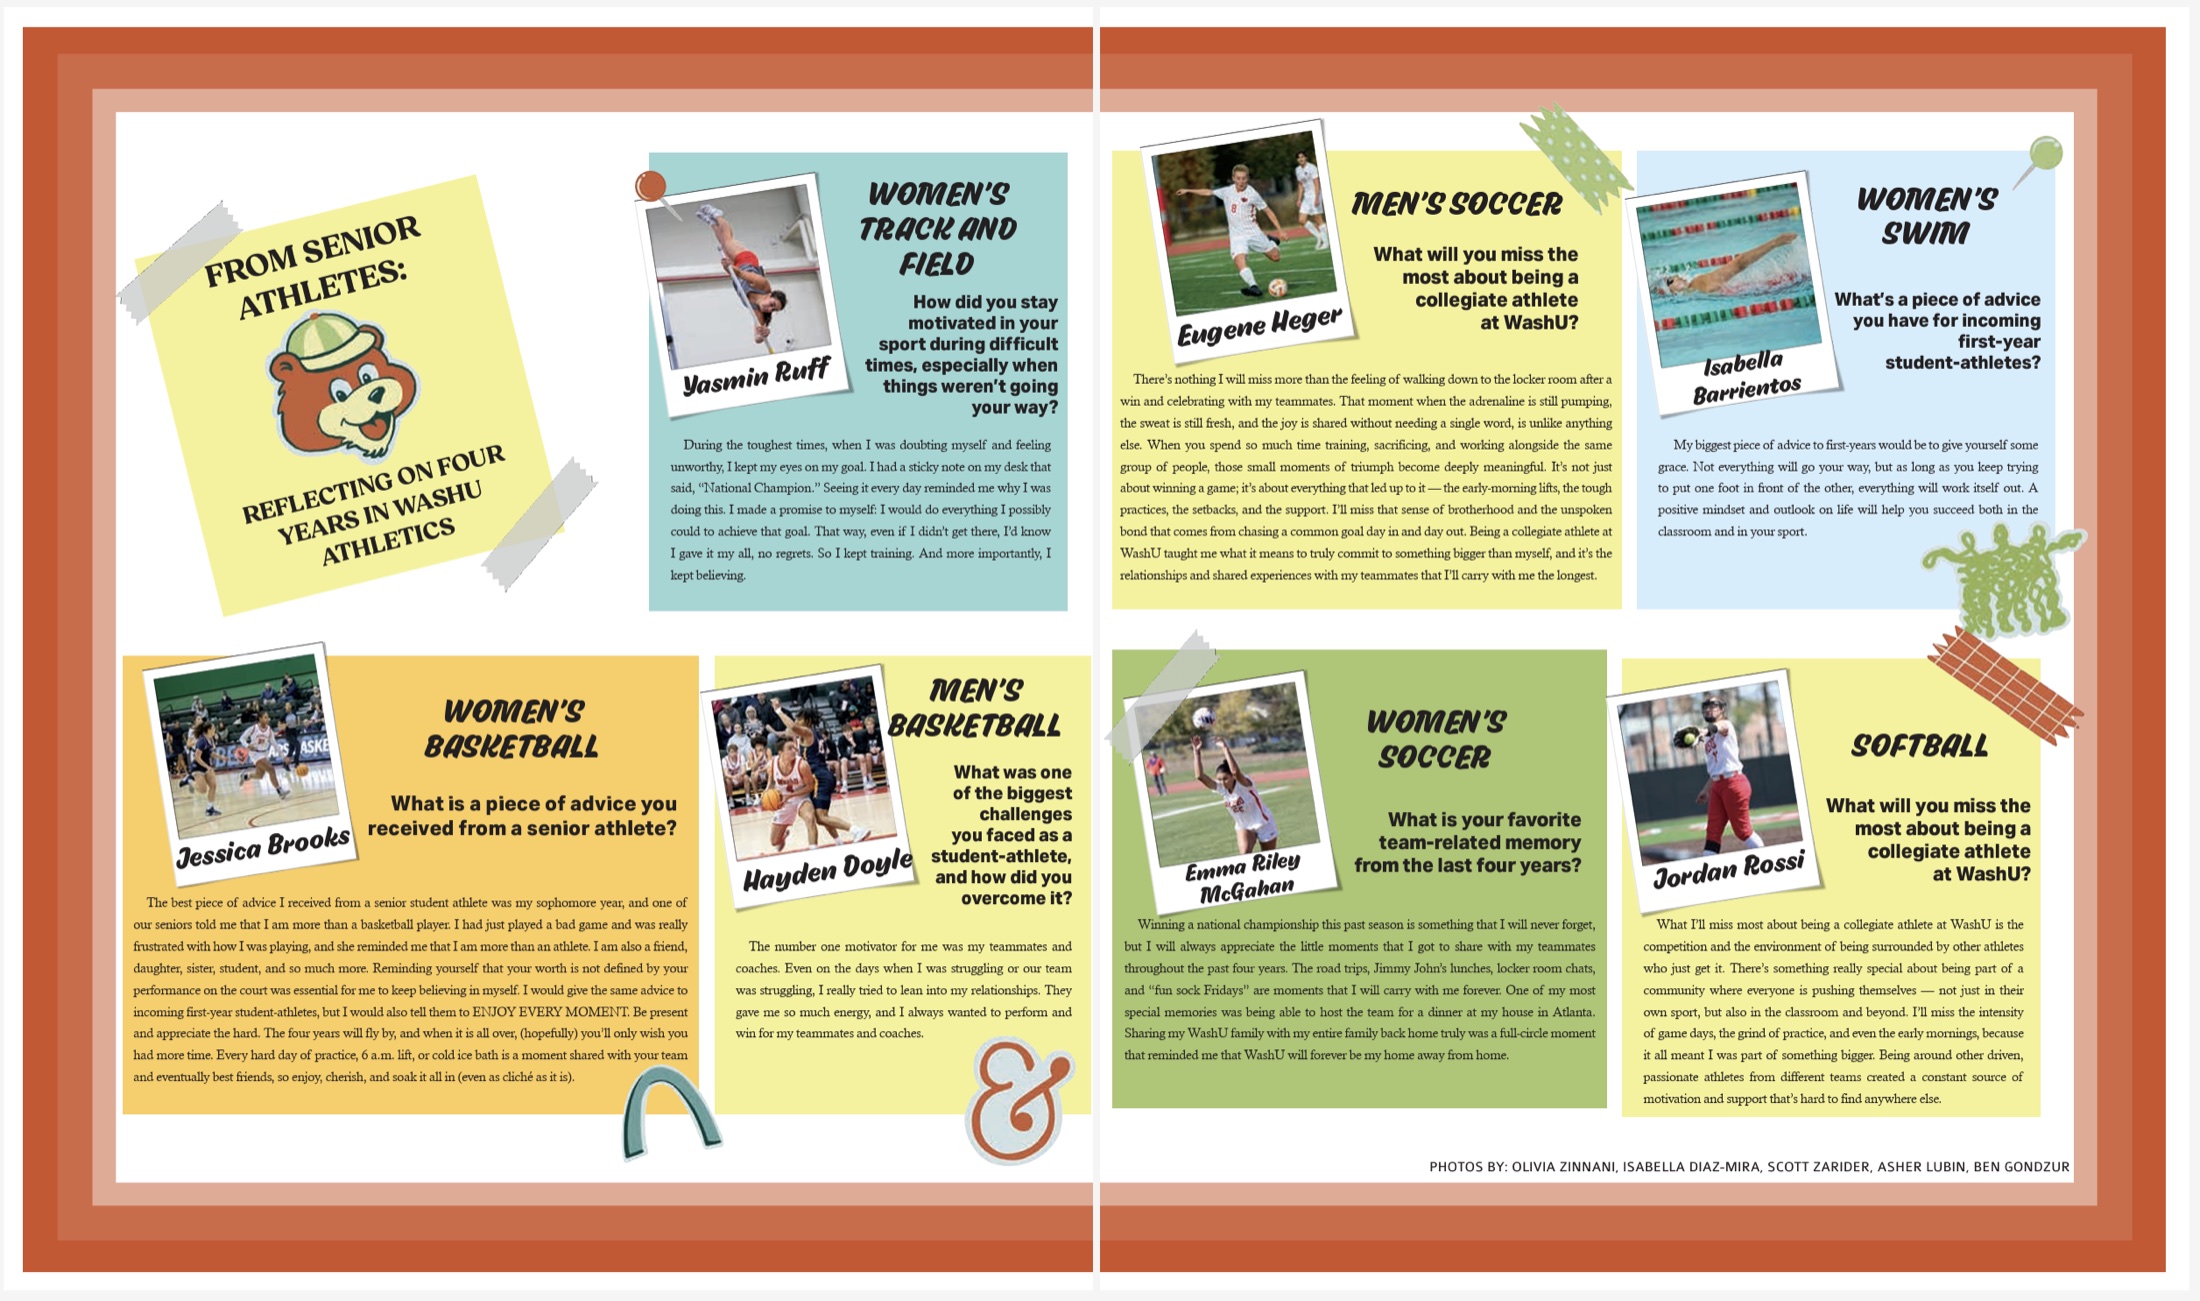 FROM SENIOR
ATHLETES:
REFLECTING ON FOUR
YEARS IN WASHU
ATHLETICS
Yasmin Ruff
WOMEN'S
TRACK AND
FIELD
How did you stay
motivated in your
sport during difficult
times, especially when
things weren't going
your way?
During the toughest times, when I was doubting myself and feeling
unworthy, I kept my eyes on my goal. I had a sticky note on my desk that
said, “National Champion.” Seeing it every day reminded me why I was
doing this. I made a promise to myself: I would do everything I possibly
could to achieve that goal. That way, even if I didn’t get there, I’d know
I gave it my all, no regrets. So I kept training. And more importantly, I
kept believing.
Jessica Brooks
WOMEN'S
BASKETBALL
What is a piece of advice you
received from a senior athlete?
The best piece of advice I received from a senior student athlete was my sophomore year, and one of
our seniors told me that I am more than a basketball player. I had just played a bad game and was really
frustrated with how I was playing, and she reminded me that I am more than an athlete. I am also a friend,
daughter, sister, student, and so much more. Reminding yourself that your worth is not defined by your
performance on the court was essential for me to keep believing in myself. I would give the same advice to
incoming first-year student-athletes, but I would also tell them to ENJOY EVERY MOMENT. Be present
and appreciate the hard. The four years will fly by, and when it is all over, (hopefully) you’ll only wish you
had more time. Every hard day of practice, 6 a.m. lift, or cold ice bath is a moment shared with your team
and eventually best friends, so enjoy, cherish, and soak it all in (even as cliché as it is).
Hayden Doyle
MEN'S
BASKETBALL
What was one
of the biggest
challenges
you faced as a
student-athlete,
and how did you
overcome it?
The number one motivator for me was my teammates and
coaches. Even on the days when I was struggling or our team
was struggling, I really tried to lean into my relationships. They
gave me so much energy, and I always wanted to perform and
win for my teammates and coaches.
&
Eugene Heger
MEN'S SOCCER
What will you miss the
most about being a
collegiate athlete
at WashU?
There’s nothing I will miss more than the feeling of walking down to the locker room after a
win and celebrating with my teammates. That moment when the adrenaline is still pumping,
the sweat is still fresh, and the joy is shared without needing a single word, is unlike anything
else. When you spend so much time training, sacrificing, and working alongside the same
group of people, those small moments of triumph become deeply meaningful. It’s not just
about winning a game; it’s about everything that led up to it — the early-morning lifts, the tough
practices, the setbacks, and the support. I’ll miss that sense of brotherhood and the unspoken
bond that comes from chasing a common goal day in and day out. Being a collegiate athlete at
WashU taught me what it means to truly commit to something bigger than myself, and it’s the
relationships and shared experiences with my teammates that I’ll carry with me the longest.
Isabella
Barrientos
WOMEN'S
SWIM
What's a piece of advice
you have for incoming
first-year
student-athletes?
My biggest piece of advice to first-years would be to give yourself some
grace. Not everything will go your way, but as long as you keep trying
to put one foot in front of the other, everything will work itself out. A
positive mindset and outlook on life will help you succeed both in the
classroom and in your sport.
Emma Riley
McGahan
WOMEN'S
SOCCER
What is your favorite
team-related memory
from the last four years?
Winning a national championship this past season is something that I will never forget,
but I will always appreciate the little moments that I got to share with my teammates
throughout the past four years. The road trips, Jimmy John’s lunches, locker room chats,
and “fun sock Fridays” are moments that I will carry with me forever. One of my most
special memories was being able to host the team for a dinner at my house in Atlanta.
Sharing my WashU family with my entire family back home truly was a full-circle moment
that reminded me that WashU will forever be my home away from home.
Jordan Rossi
SOFTBALL
What will you miss the
most about being a
collegiate athlete
at WashU?
What I’ll miss most about being a collegiate athlete at WashU is the
competition and the environment of being surrounded by other athletes
who just get it. There’s something really special about being part of a
community where everyone is pushing themselves — not just in their
own sport, but also in the classroom and beyond. I’ll miss the intensity
of game days, the grind of practice, and even the early mornings, because
it all meant I was part of something bigger. Being around other driven,
passionate athletes from different teams created a constant source of
motivation and support that’s hard to find anywhere else.
PHOTOS BY: OLIVIA ZINNANI, ISABELLA DIAZ-MIRA, SCOTT ZARIDER, ASHER LUBIN, BEN GONDZUR